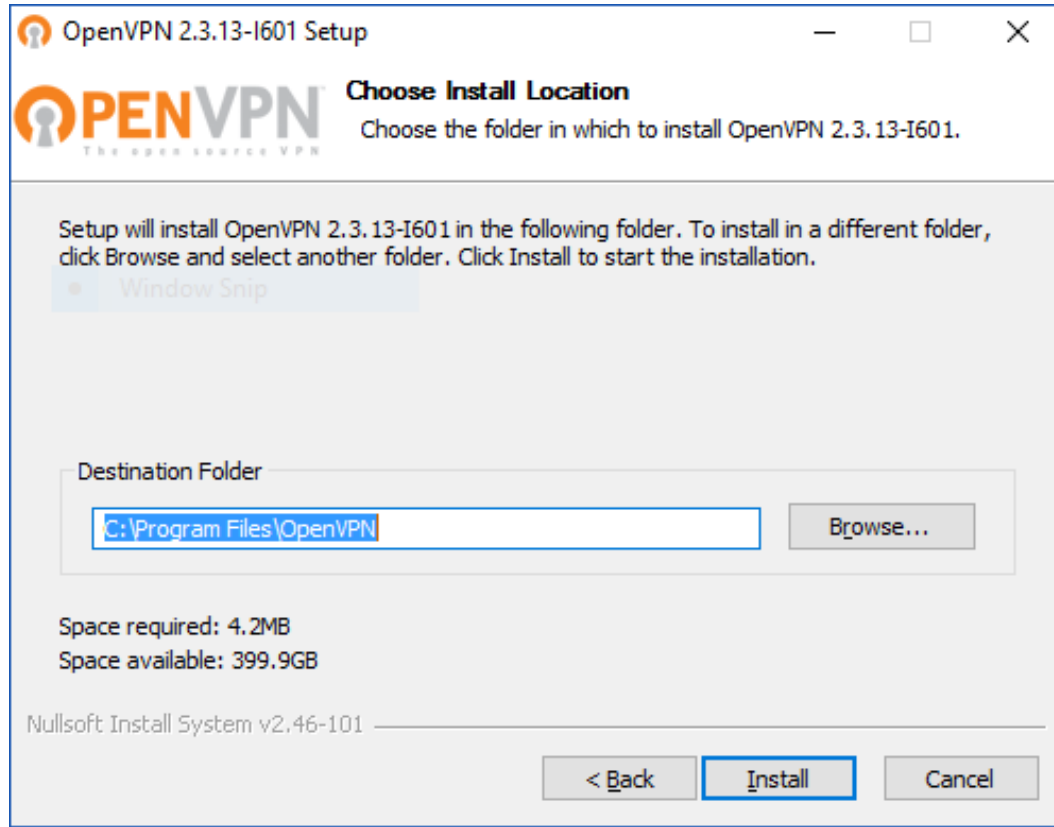 OpenVPN 2.3.13-I601 Setup
OPENVPN
The open source VPN
Choose Install Location
Choose the folder in which to install OpenVPN 2.3.13-I601.
Setup will install OpenVPN 2.3.13-I601 in the following folder. To install in a different folder,
click Browse and select another folder. Click Install to start the installation.
Window Snip
Destination Folder
C:\Program Files\OpenVPN
Browse...
Space required: 4.2MB
Space available: 399.9GB
Nullsoft Install System v2.46-101
< Back
Install
Cancel